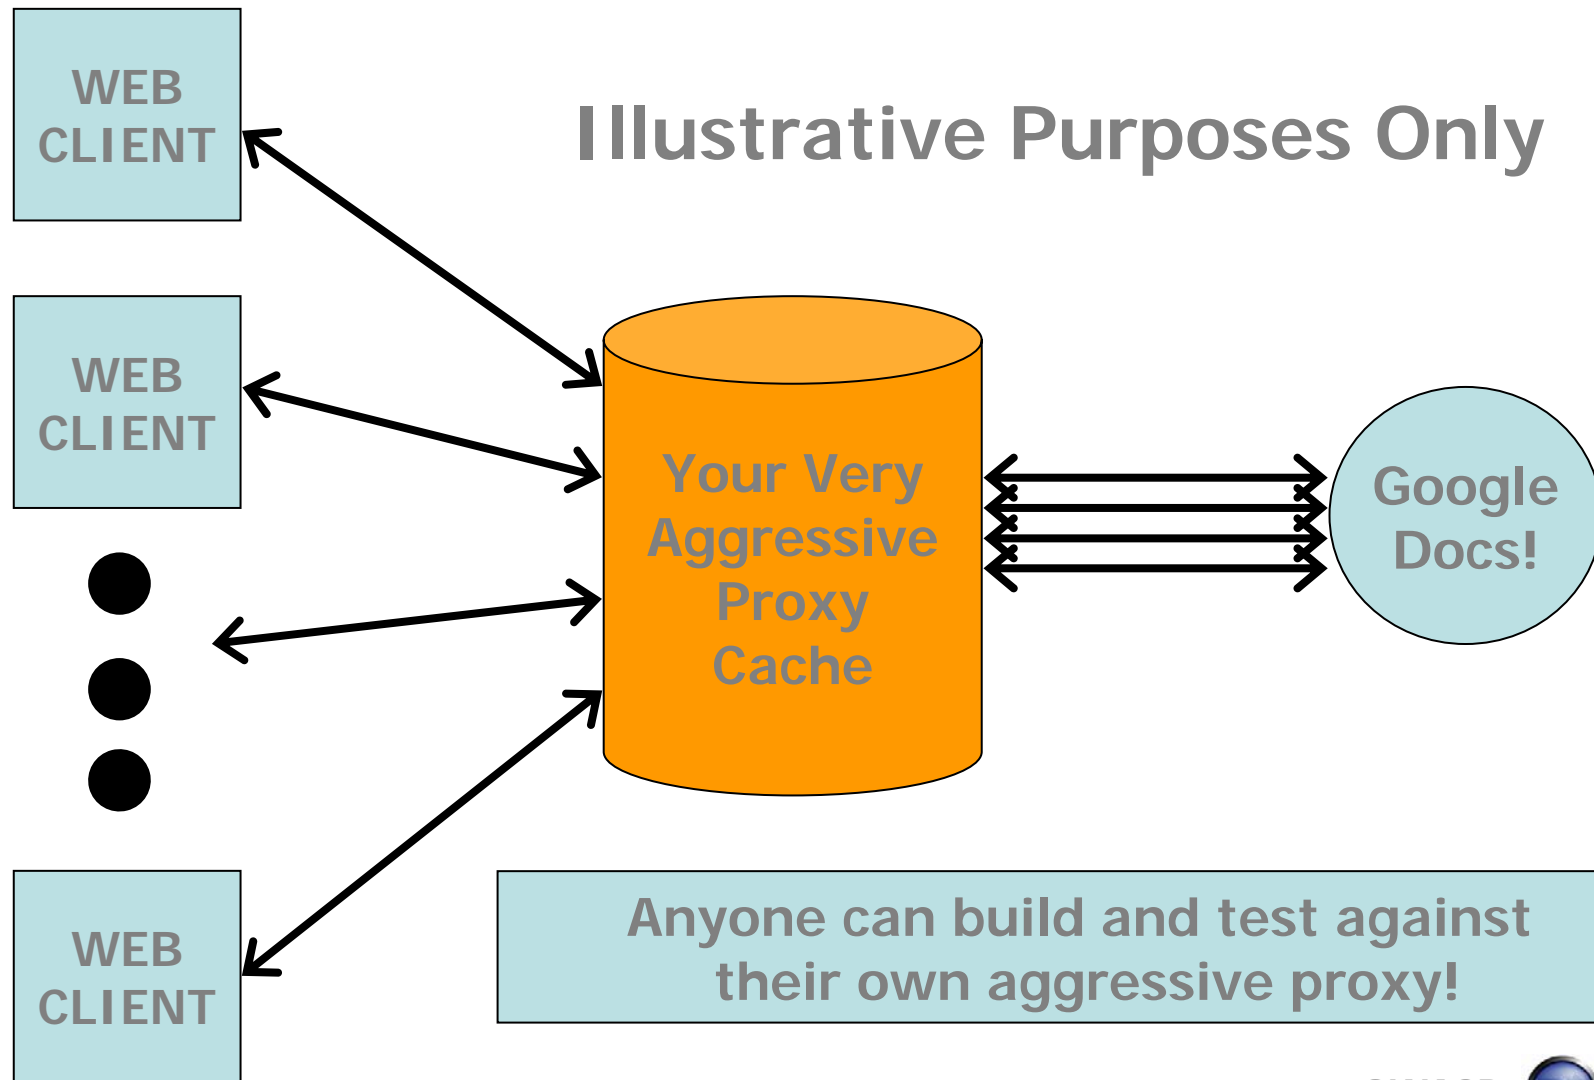 WEB
CLIENT
Illustrative Purposes Only
WEB
CLIENT
Your Very
Aggressive
Proxy
Cache
Google
Docs!
WEB
CLIENT
Anyone can build and test against
their own aggressive proxy!